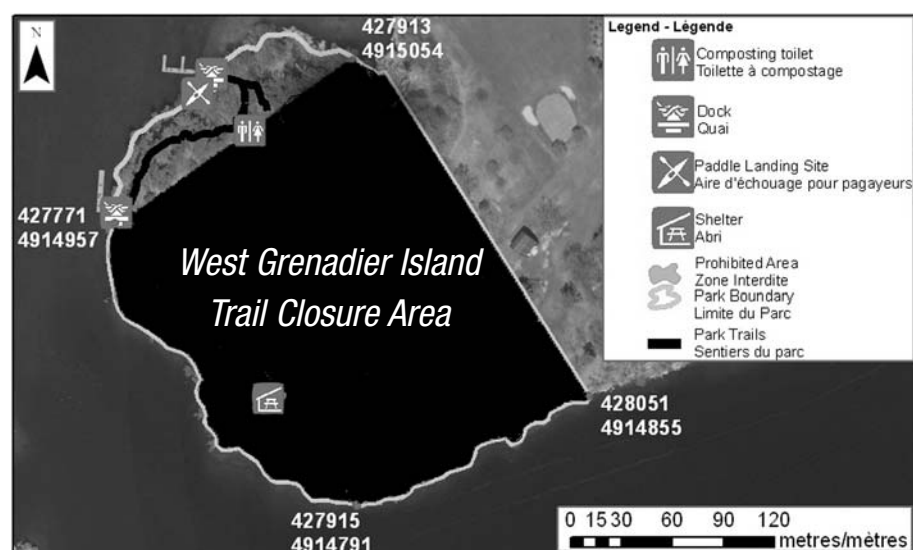 N
427913
4915054
427771
4914957
West Grenadier Island
Trail Closure Area
428051
4914855
427915
4914791
Legend - Légende
Composting toilet
Toilette à compostage
Dock
Quai
Paddle Landing Site
Aire d'échouage pour pagayeurs
Shelter
Abri
Prohibited Area
Zone Interdite
Park Boundary
Limite du Parc
Park Trails
Sentiers du parc
0 15 30 60 90 120
metres/mètres